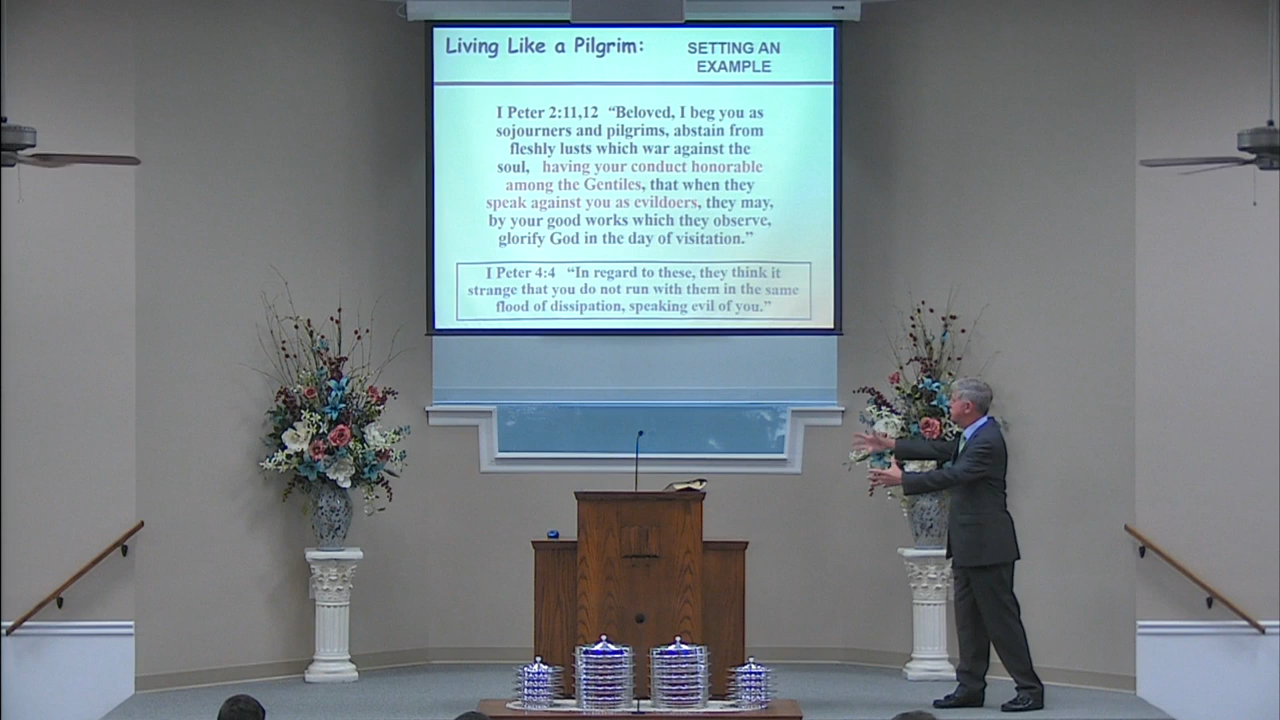 Living Like a Pilgrim:
SETTING AN
EXAMPLE
I Peter 2:11,12 “Beloved, I beg you as
sojourners and pilgrims, abstain from
fleshly lusts which war against the
soul, having your conduct honorable
among the Gentiles, that when they
speak against you as evildoers, they may,
by your good works which they observe,
glorify God in the day of visitation.”
I Peter 4:4 “In regard to these, they think it
strange that you do not run with them in the same
flood of dissipation, speaking evil of you.”